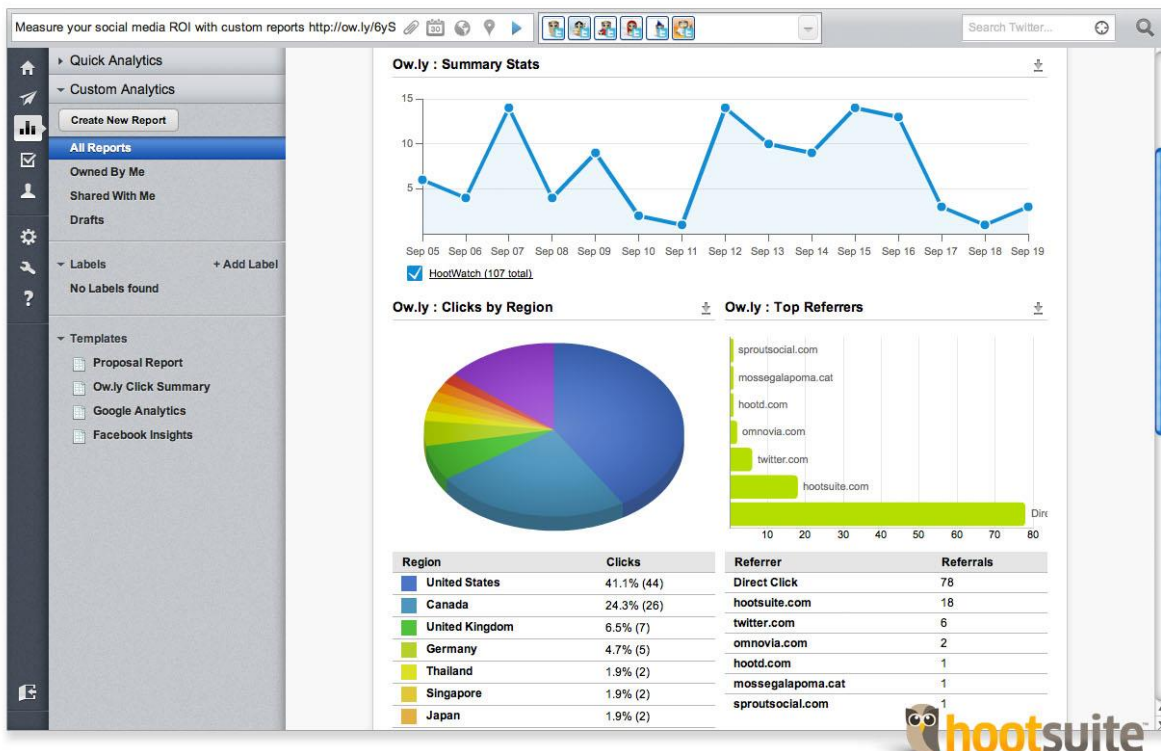 Measure your social media ROI with custom reports http://ow.ly/6yS
30
Search Twitter...
Quick Analytics
Custom Analytics
Create New Report
All Reports
Owned By Me
Shared With Me
Drafts
Labels + Add Label
No Labels found
Templates
Proposal Report
Ow.ly Click Summary
Google Analytics
Facebook Insights
?
Ow.ly : Summary Stats
15
10
5
Sep 05 Sep 06 Sep 07 Sep 08 Sep 09 Sep 10 Sep 11 Sep 12 Sep 13 Sep 14 Sep 15 Sep 16 Sep 17 Sep 18 Sep 19
HootWatch (107 total)
Ow.ly : Clicks by Region
Region Clicks
United States 41.1% (44)
Canada 24.3% (26)
United Kingdom 6.5% (7)
Germany 4.7% (5)
Thailand 1.9% (2)
Singapore 1.9% (2)
Japan 1.9% (2)
Ow.ly : Top Referrers
sproutsocial.com
mossegalapoma.cat
hootd.com
omnovia.com
twitter.com
hootsuite.com
Dire
10 20 30 40 50 60 70 80
Referrer Referrals
Direct Click 78
hootsuite.com 18
twitter.com 6
omnovia.com 2
hootd.com 1
mossegalapoma.cat 1
sproutsocial.com 1
hootsuite